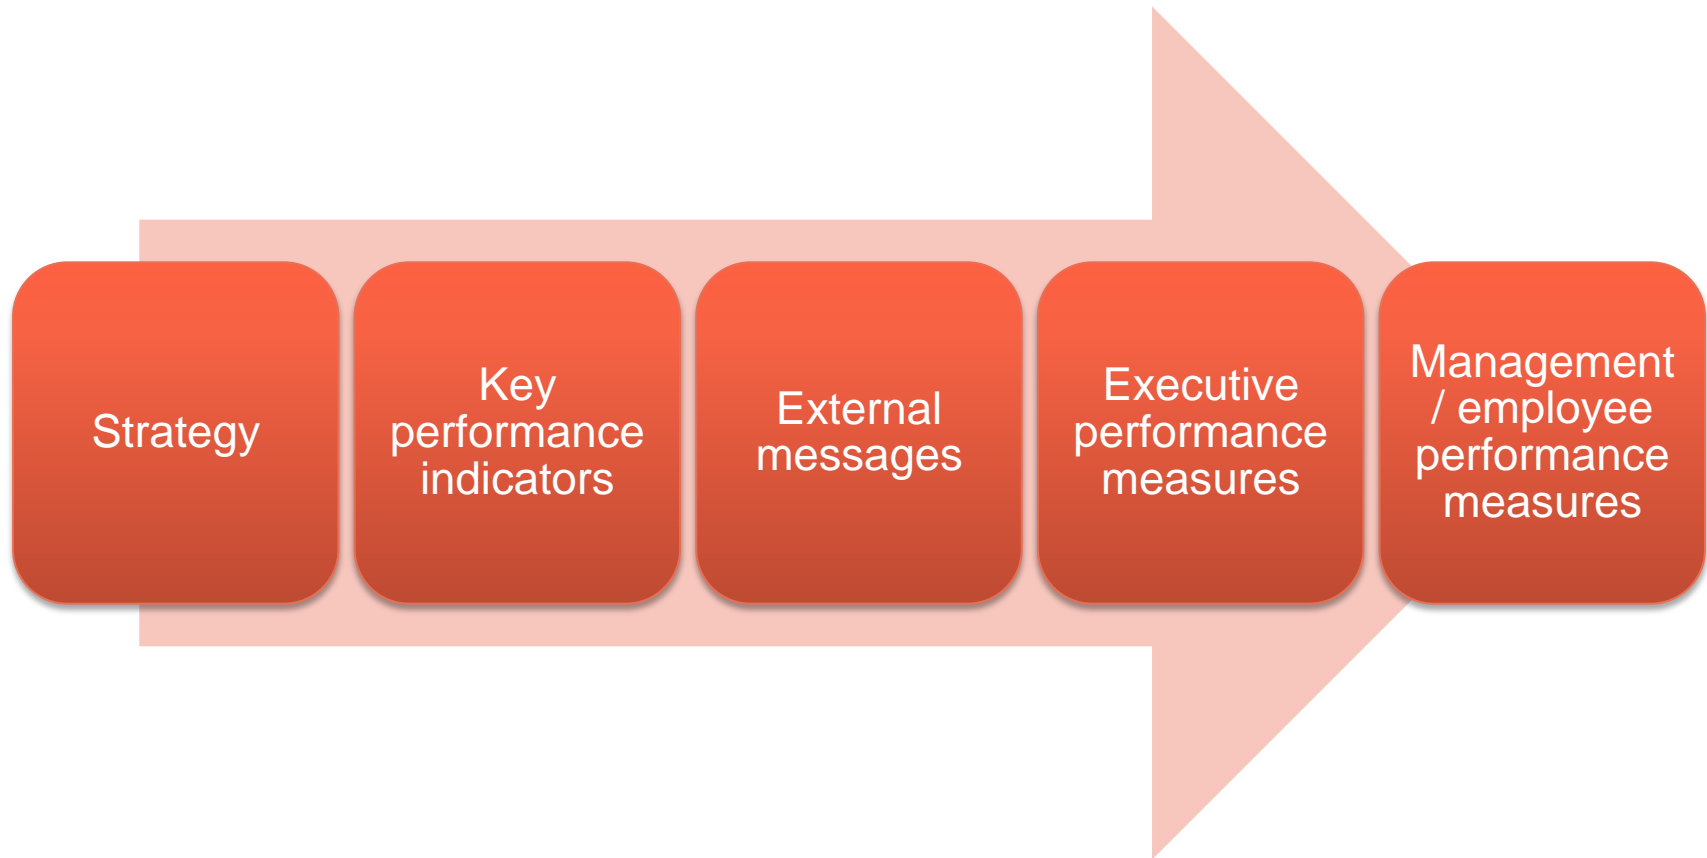 Strategy
Key
performance
indicators
External
messages
Executive
performance
measures
Management
/ employee
performance
measures